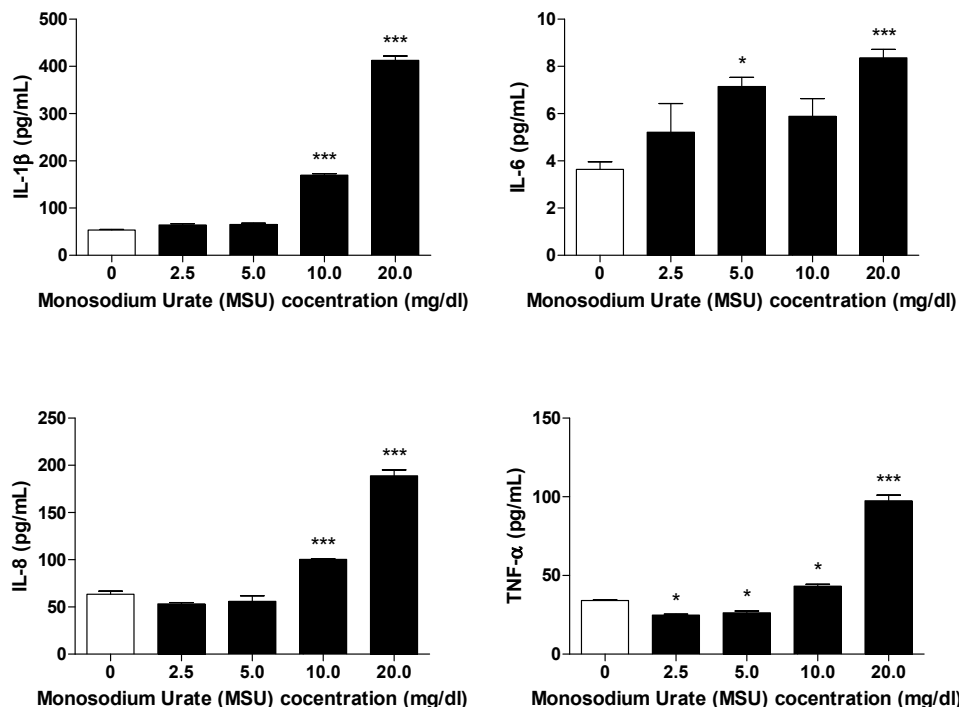 500
400
300
200
100
0
IL-1β (pg/mL)
***
***
0 2.5 5.0 10.0 20.0
Monosodium Urate (MSU) cocentration (mg/dl)
10
8
6
4
2
0
IL-6 (pg/mL)
*
***
0 2.5 5.0 10.0 20.0
Monosodium Urate (MSU) cocentration (mg/dl)
250
200
150
100
50
0
IL-8 (pg/mL)
***
***
0 2.5 5.0 10.0 20.0
Monosodium Urate (MSU) cocentration (mg/dl)
150
100
50
0
TNF-α (pg/mL)
*
*
*
***
0 2.5 5.0 10.0 20.0
Monosodium Urate (MSU) cocentration (mg/dl)